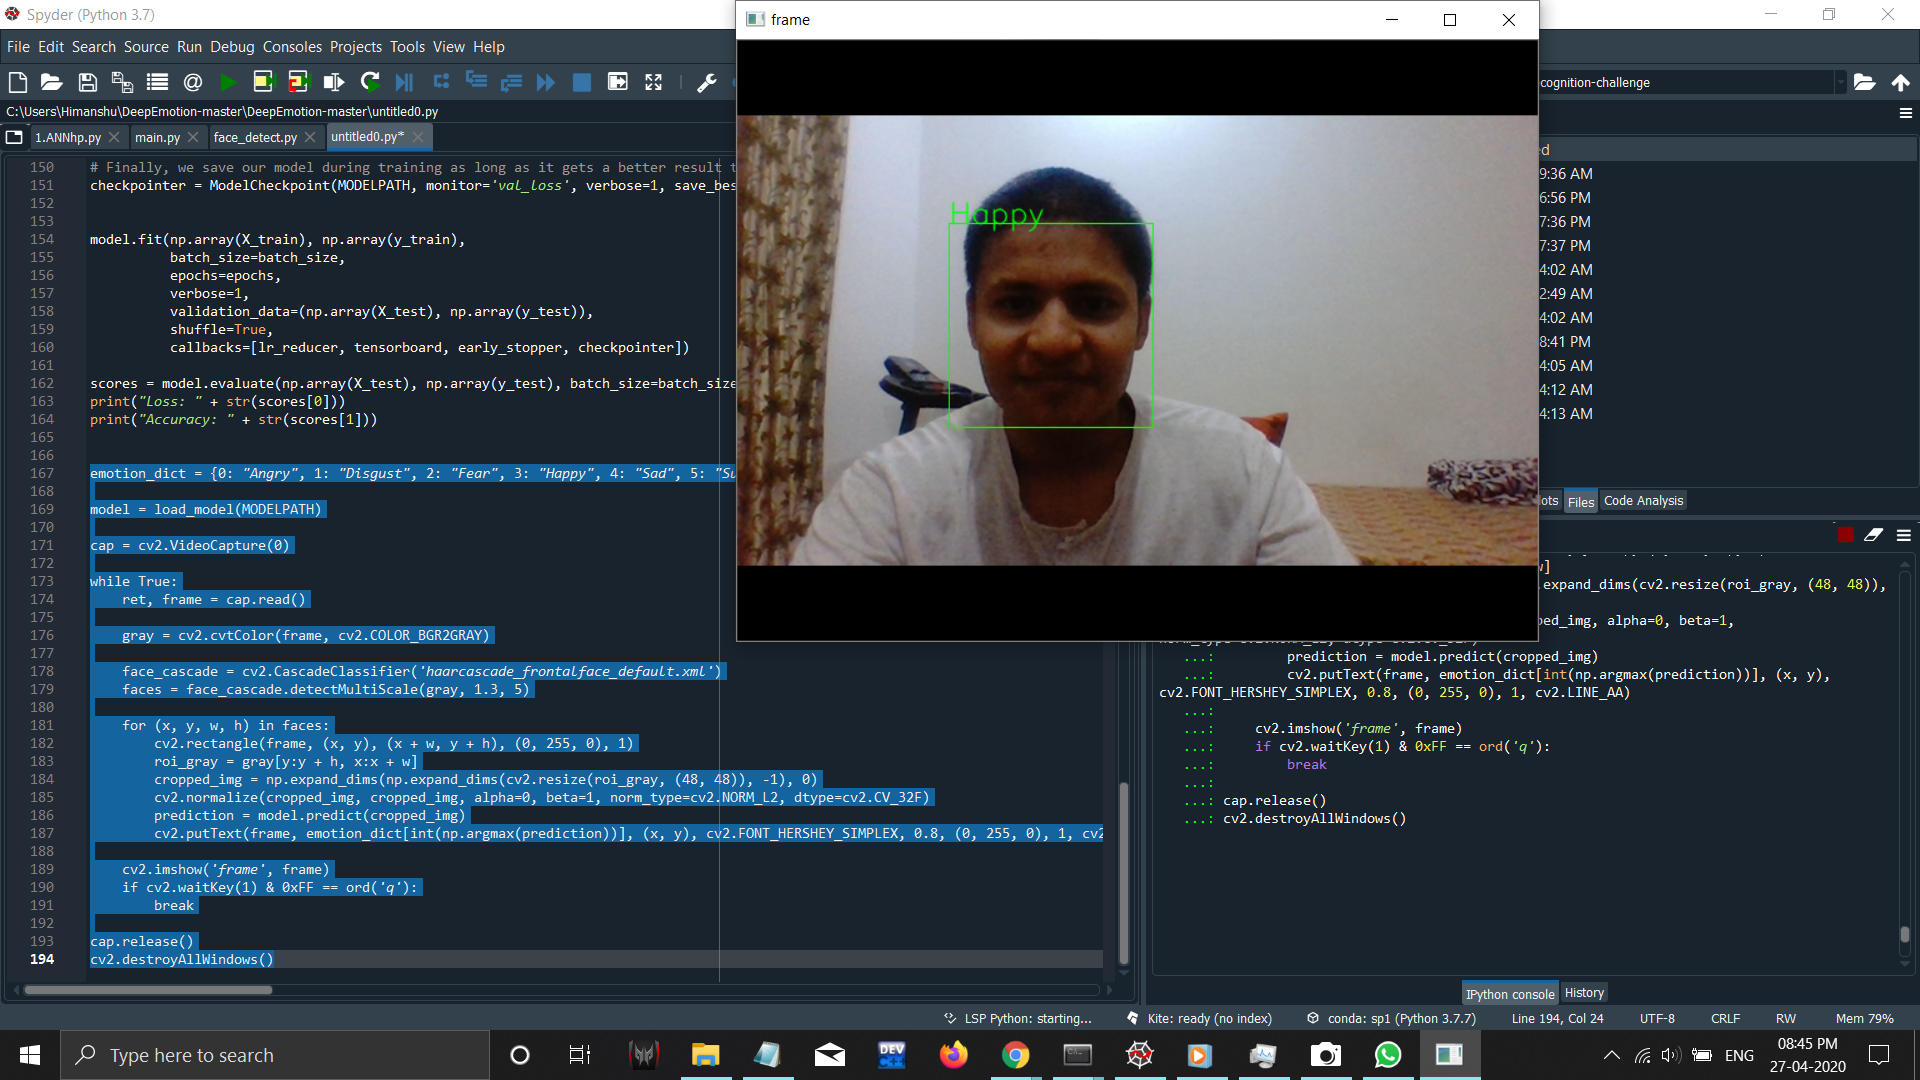 Spyder (Python 3.7)
File Edit Search Source Run Debug Consoles Projects Tools View Help
C:\Users\Himanshu\DeepEmotion-master\DeepEmotion-master\untitled0.py
1.ANNhp.py main.py face_detect.py untitled0.py*
150 # Finally, we save our model during training as long as it gets a better result t
151 checkpointer = ModelCheckpoint(MODELPATH, monitor='val_loss', verbose=1, save_bes
152
153
154 model.fit(np.array(X_train), np.array(y_train),
155 batch_size=batch_size,
156 epochs=epochs,
157 verbose=1,
158 validation_data=(np.array(X_test), np.array(y_test)),
159 shuffle=True,
160 callbacks=[lr_reducer, tensorboard, early_stopper, checkpointer])
161
162 scores = model.evaluate(np.array(X_test), np.array(y_test), batch_size=batch_size
163 print("Loss: " + str(scores[0]))
164 print("Accuracy: " + str(scores[1]))
165
166
167 emotion_dict = {0: "Angry", 1: "Disgust", 2: "Fear", 3: "Happy", 4: "Sad", 5: "Su
168
169 model = load_model(MODELPATH)
170
171 cap = cv2.VideoCapture(0)
172
173 while True:
174 ret, frame = cap.read()
175
176 gray = cv2.cvtColor(frame, cv2.COLOR_BGR2GRAY)
177
178 face_cascade = cv2.CascadeClassifier('haarcascade_frontalface_default.xml')
179 faces = face_cascade.detectMultiScale(gray, 1.3, 5)
180
181 for (x, y, w, h) in faces:
182 cv2.rectangle(frame, (x, y), (x + w, y + h), (0, 255, 0), 1)
183 roi_gray = gray[y:y + h, x:x + w]
184 cropped_img = np.expand_dims(np.expand_dims(cv2.resize(roi_gray, (48, 48)), -1), 0)
185 cv2.normalize(cropped_img, cropped_img, alpha=0, beta=1, norm_type=cv2.NORM_L2, dtype=cv2.CV_32F)
186 prediction = model.predict(cropped_img)
187 cv2.putText(frame, emotion_dict[int(np.argmax(prediction))], (x, y), cv2.FONT_HERSHEY_SIMPLEX, 0.8, (0, 255, 0), 1, cv2
188
189 cv2.imshow('frame', frame)
190 if cv2.waitKey(1) & 0xFF == ord('q'):
191 break
192
193 cap.release()
194 cv2.destroyAllWindows()
frame
Happy
cognition-challenge
ed
9:36 AM
6:56 PM
7:36 PM
7:37 PM
4:02 AM
2:49 AM
4:02 AM
8:41 PM
4:05 AM
4:12 AM
4:13 AM
lots Files Code Analysis
w]
.expand_dims(cv2.resize(roi_gray, (48, 48)),
ped_img, alpha=0, beta=1,
...: prediction = model.predict(cropped_img)
...: cv2.putText(frame, emotion_dict[int(np.argmax(prediction))], (x, y),
cv2.FONT_HERSHEY_SIMPLEX, 0.8, (0, 255, 0), 1, cv2.LINE_AA)
...:
...: cv2.imshow('frame', frame)
...: if cv2.waitKey(1) & 0xFF == ord('q'):
...: break
...:
...: cap.release()
...: cv2.destroyAllWindows()
IPython console History
LSP Python: starting... Kite: ready (no index) conda: sp1 (Python 3.7.7) Line 194, Col 24 UTF-8 CRLF RW Mem 79%
Type here to search
DEV C++
ENG
08:45 PM
27-04-2020